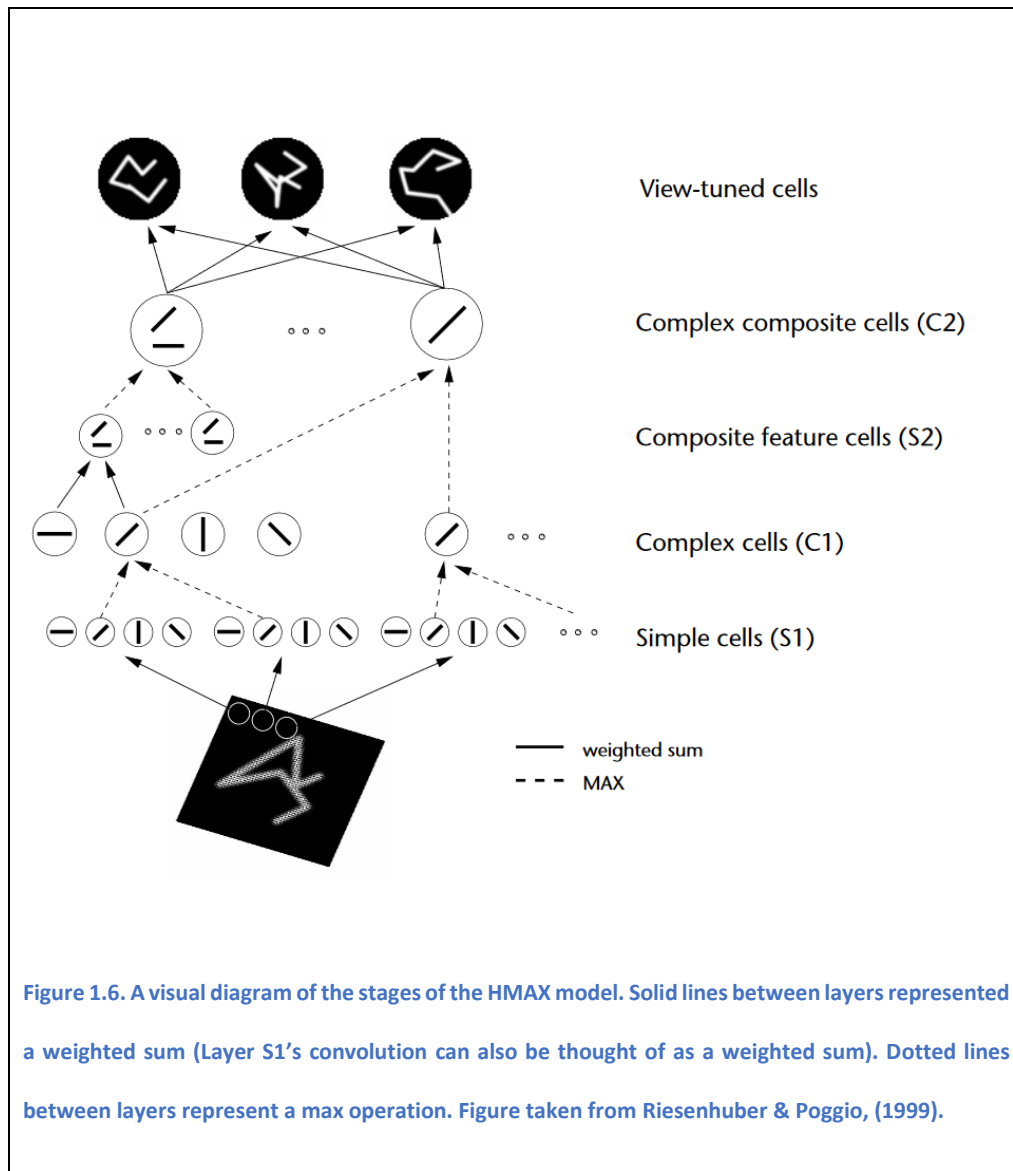 View-tuned cells
Complex composite cells (C2)
Composite feature cells (S2)
Complex cells (C1)
Simple cells (S1)
weighted sum
MAX
Figure 1.6. A visual diagram of the stages of the HMAX model. Solid lines between layers represented
a weighted sum (Layer S1’s convolution can also be thought of as a weighted sum). Dotted lines
between layers represent a max operation. Figure taken from Riesenhuber & Poggio, (1999).